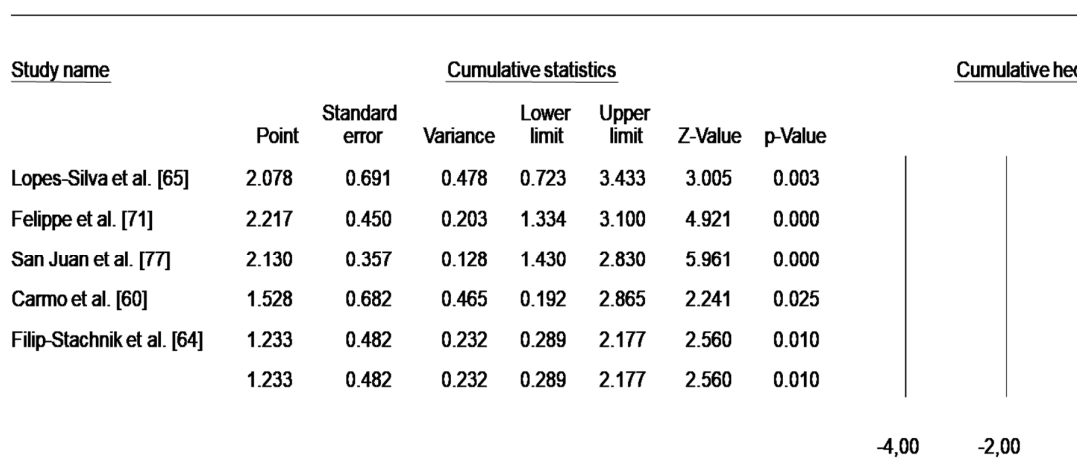 Study name Cumulative statistics Cumulative hed
Point Standard error Variance Lower limit Upper limit Z-Value p-Value
Lopes-Silva et al. [65] 2.078 0.691 0.478 0.723 3.433 3.005 0.003
Felippe et al. [71] 2.217 0.450 0.203 1.334 3.100 4.921 0.000
San Juan et al. [77] 2.130 0.357 0.128 1.430 2.830 5.961 0.000
Carmo et al. [60] 1.528 0.682 0.465 0.192 2.865 2.241 0.025
Filip-Stachnik et al. [64] 1.233 0.482 0.232 0.289 2.177 2.560 0.010
1.233 0.482 0.232 0.289 2.177 2.560 0.010
-4,00 -2,00